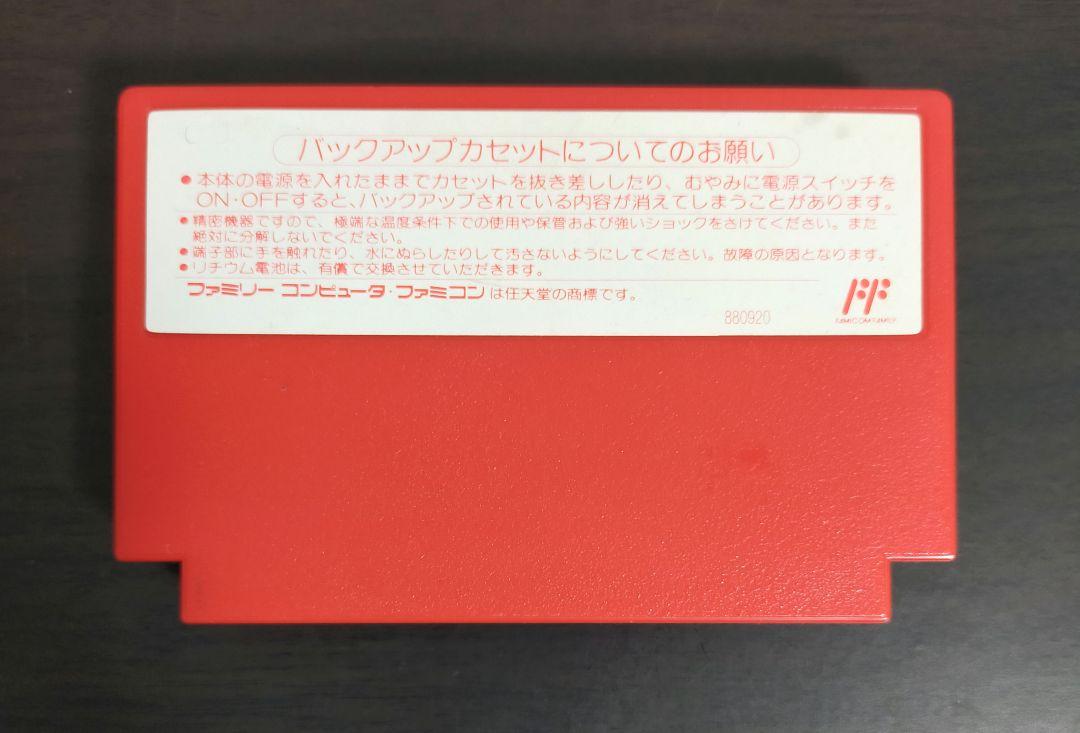 バックアップカセットについてのお願い
●本体の電源を入れたままでカセットを抜き差ししたり、むやみに電源スイッチを
ON・OFFすると、バックアップされている内容が消えてしまうことがあります。
●精密機器ですので、極端な温度条件下での使用や保管および強いショックをさけてください。また
絶対に分解しないでください。
●端子部に手を触れたり、水にぬらしたりして汚さないようにしてください。故障の原因となります。
●リチウム電池は、有償で交換させていただきます。
ファミリー コンピュータ・ファミコン は任天堂の商標です。
FAMICOM FAMILY
880920